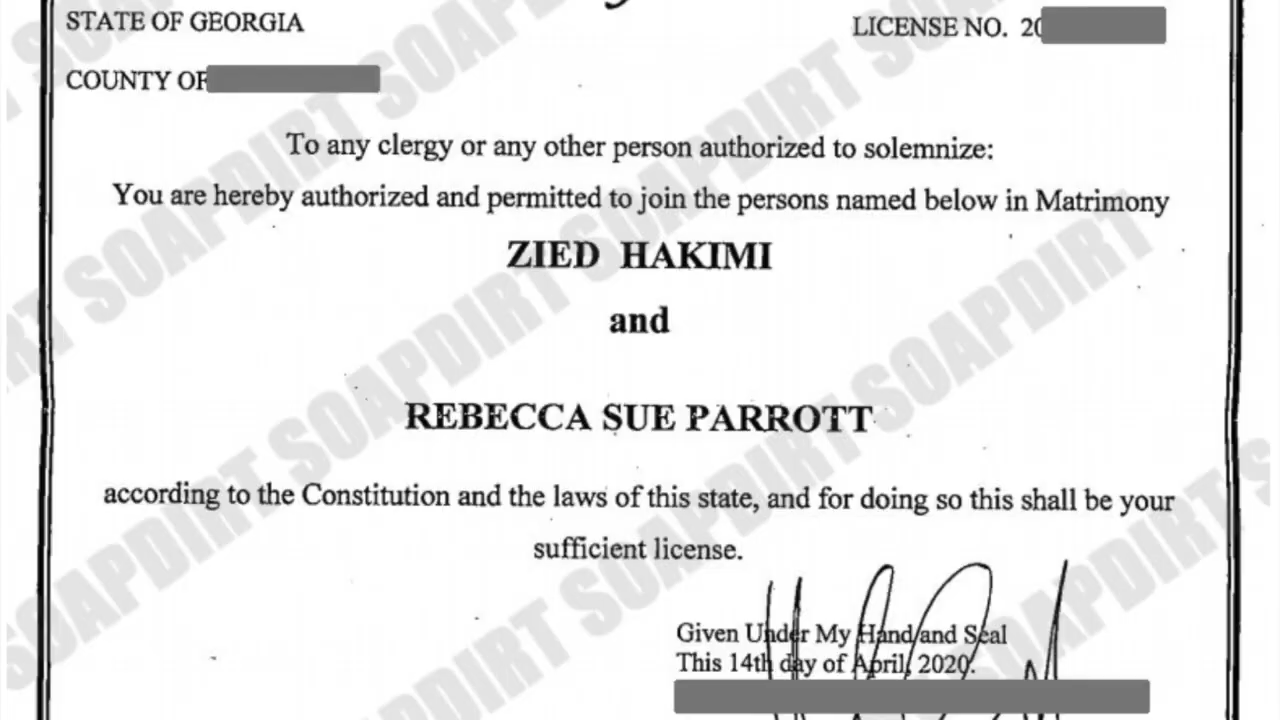 STATE OF GEORGIA
LICENSE NO. 20
COUNTY OF
To any clergy or any other person authorized to solemnize:
You are hereby authorized and permitted to join the persons named below in Matrimony
ZIED HAKIMI
and
REBECCA SUE PARROTT
according to the Constitution and the laws of this state, and for doing so this shall be your
sufficient license.
Given Under My Hand and Seal
This 14th day of April, 2020.
SOAPDIRT SOAPDIRT SOAPDIRT